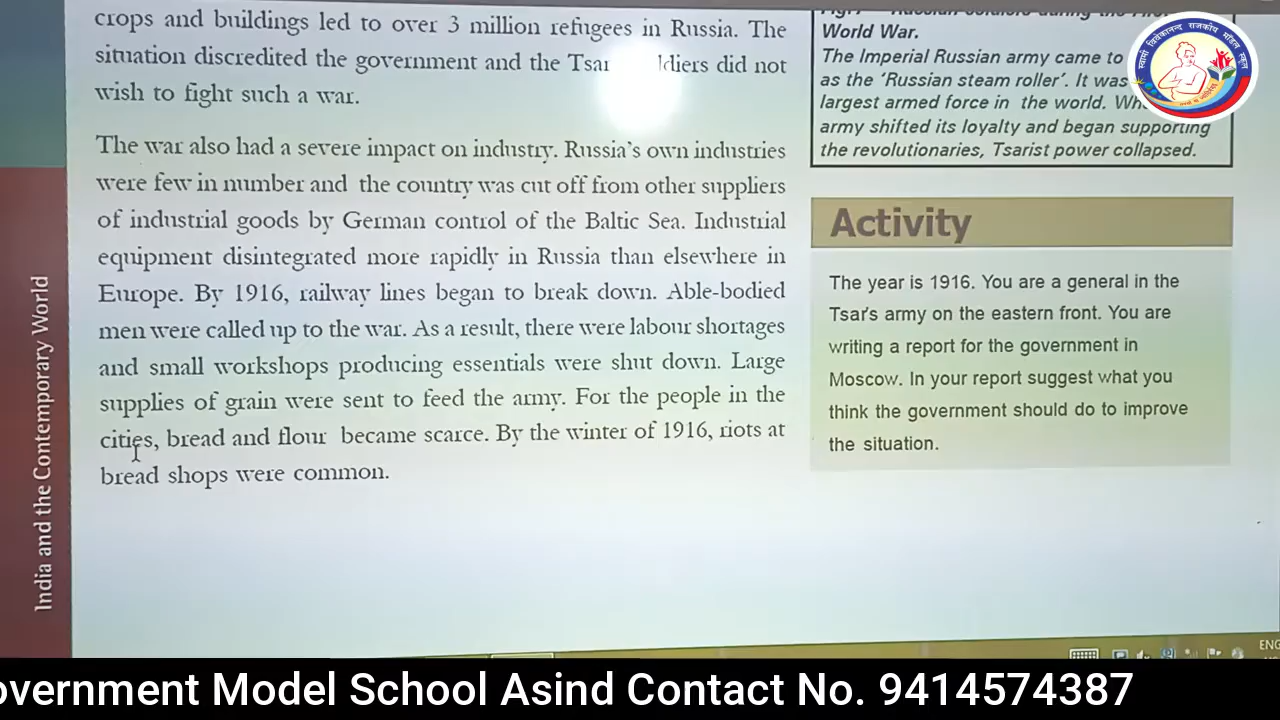 crops and buildings led to over 3 million refugees in Russia. The
situation discredited the government and the Tsar ldiers did not
wish to fight such a war.
The war also had a severe impact on industry. Russia's own industries
were few in number and the country was cut off from other suppliers
of industrial goods by German control of the Baltic Sea. Industrial
equipment disintegrated more rapidly in Russia than elsewhere in
Europe. By 1916, railway lines began to break down. Able-bodied
men were called up to the war. As a result, there were labour shortages
and small workshops producing essentials were shut down. Large
supplies of grain were sent to feed the army. For the people in the
cities, bread and flour became scarce. By the winter of 1916, riots at
bread shops were common.
World War.
The Imperial Russian army came to
as the 'Russian steam roller'. It was
largest armed force in the world. Wh
army shifted its loyalty and began supporting
the revolutionaries, Tsarist power collapsed.
Activity
The year is 1916. You are a general in the
Tsar's army on the eastern front. You are
writing a report for the government in
Moscow. In your report suggest what you
think the government should do to improve
the situation.
India and the Contemporary World
स्वामी विवेकानन्द राजकीय मॉडल स्कूल
ENG
overnment Model School Asind Contact No. 9414574387